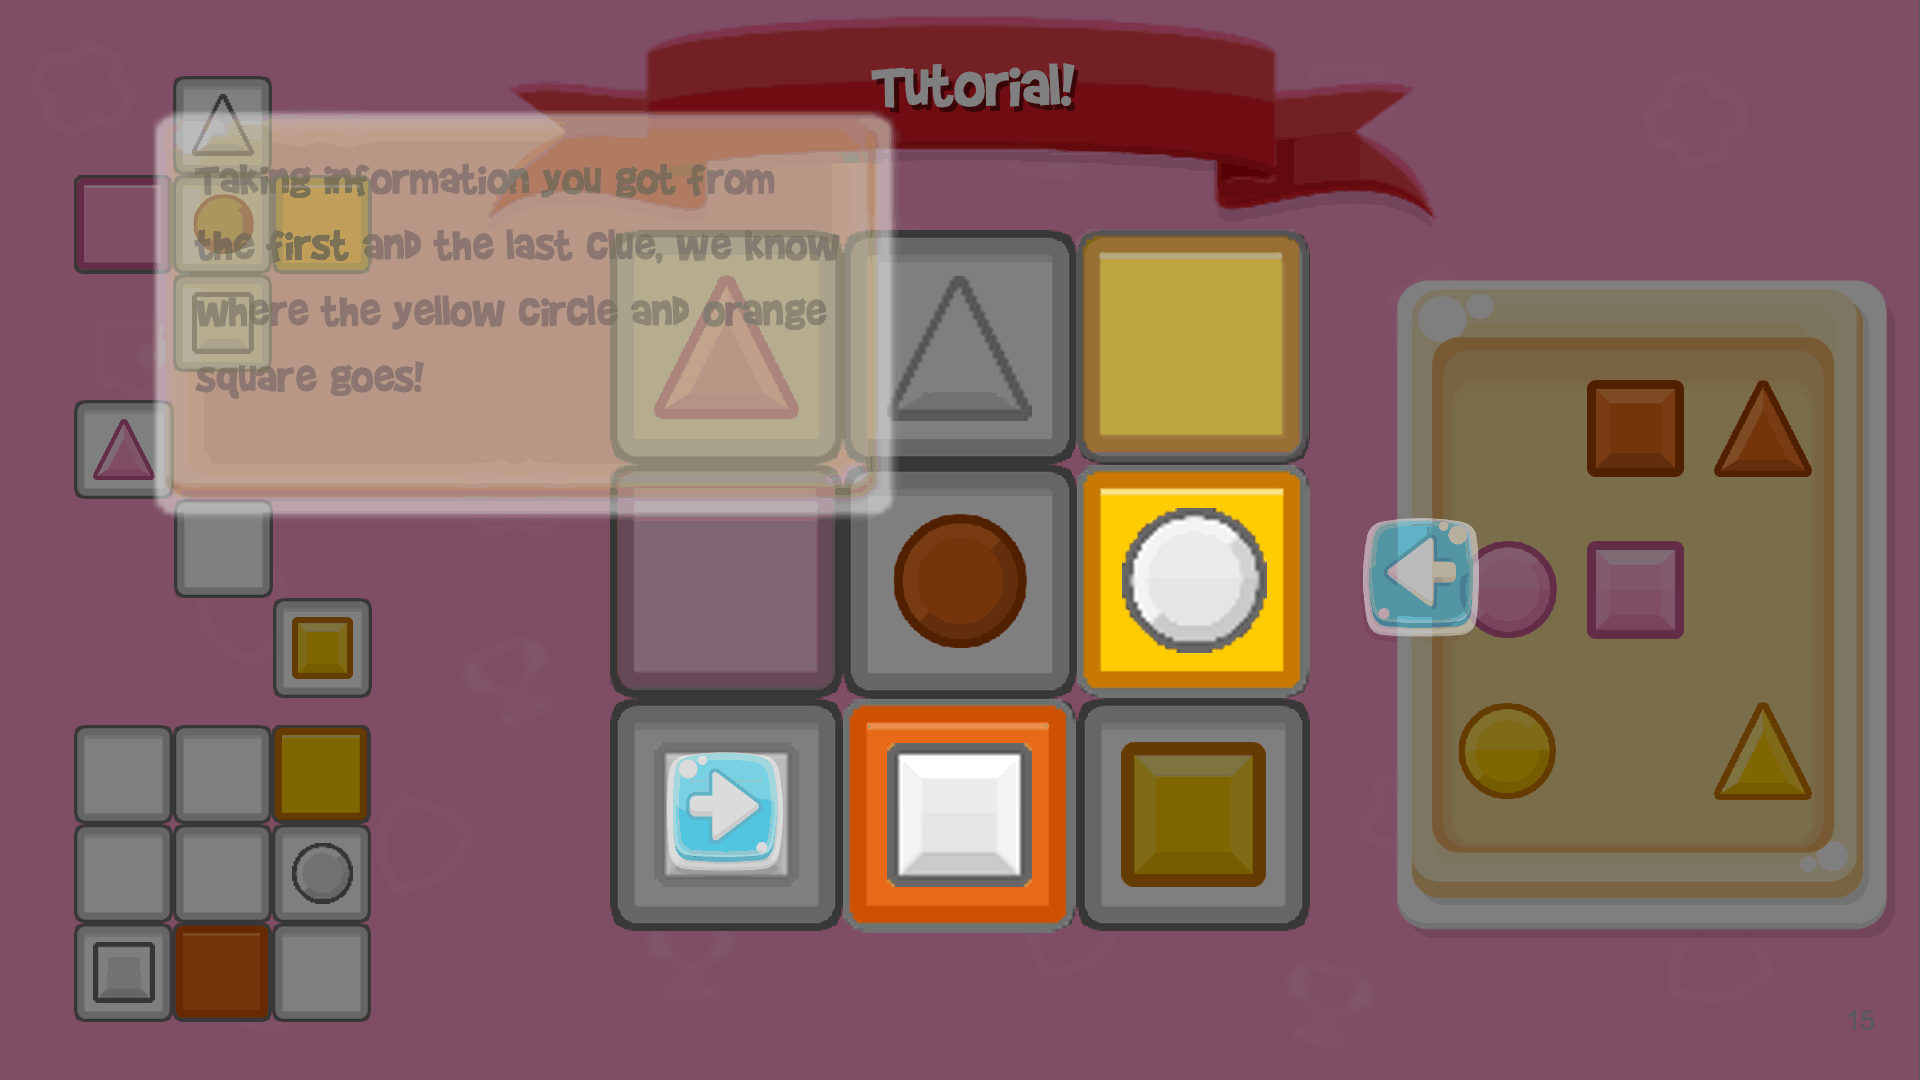 Tutorial!
Taking information you got from
the first and the last clue, we know
where the yellow circle and orange
square goes!
15